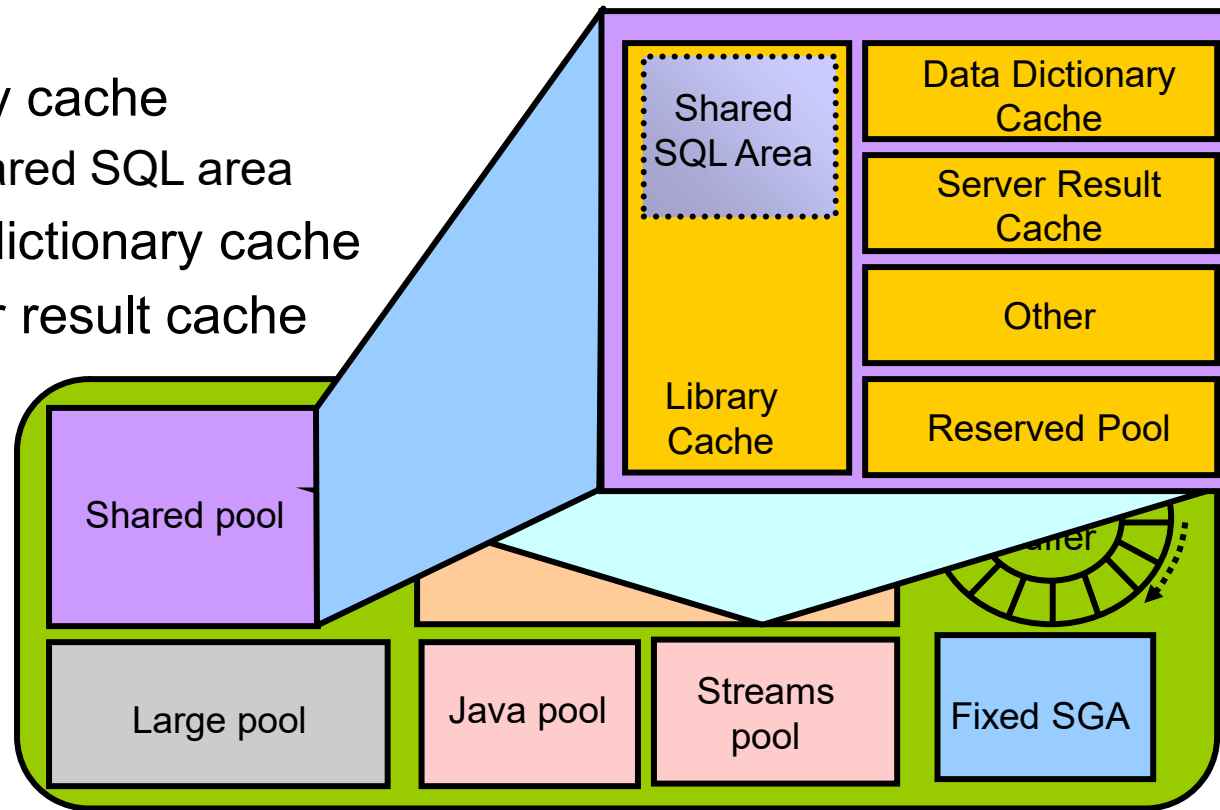 y cache
ared SQL area
dictionary cache
r result cache
Shared
SQL Area
Library
Cache
Data Dictionary
Cache
Server Result
Cache
Other
Reserved Pool
Shared pool
Large pool
Java pool
Streams
pool
Fixed SGA